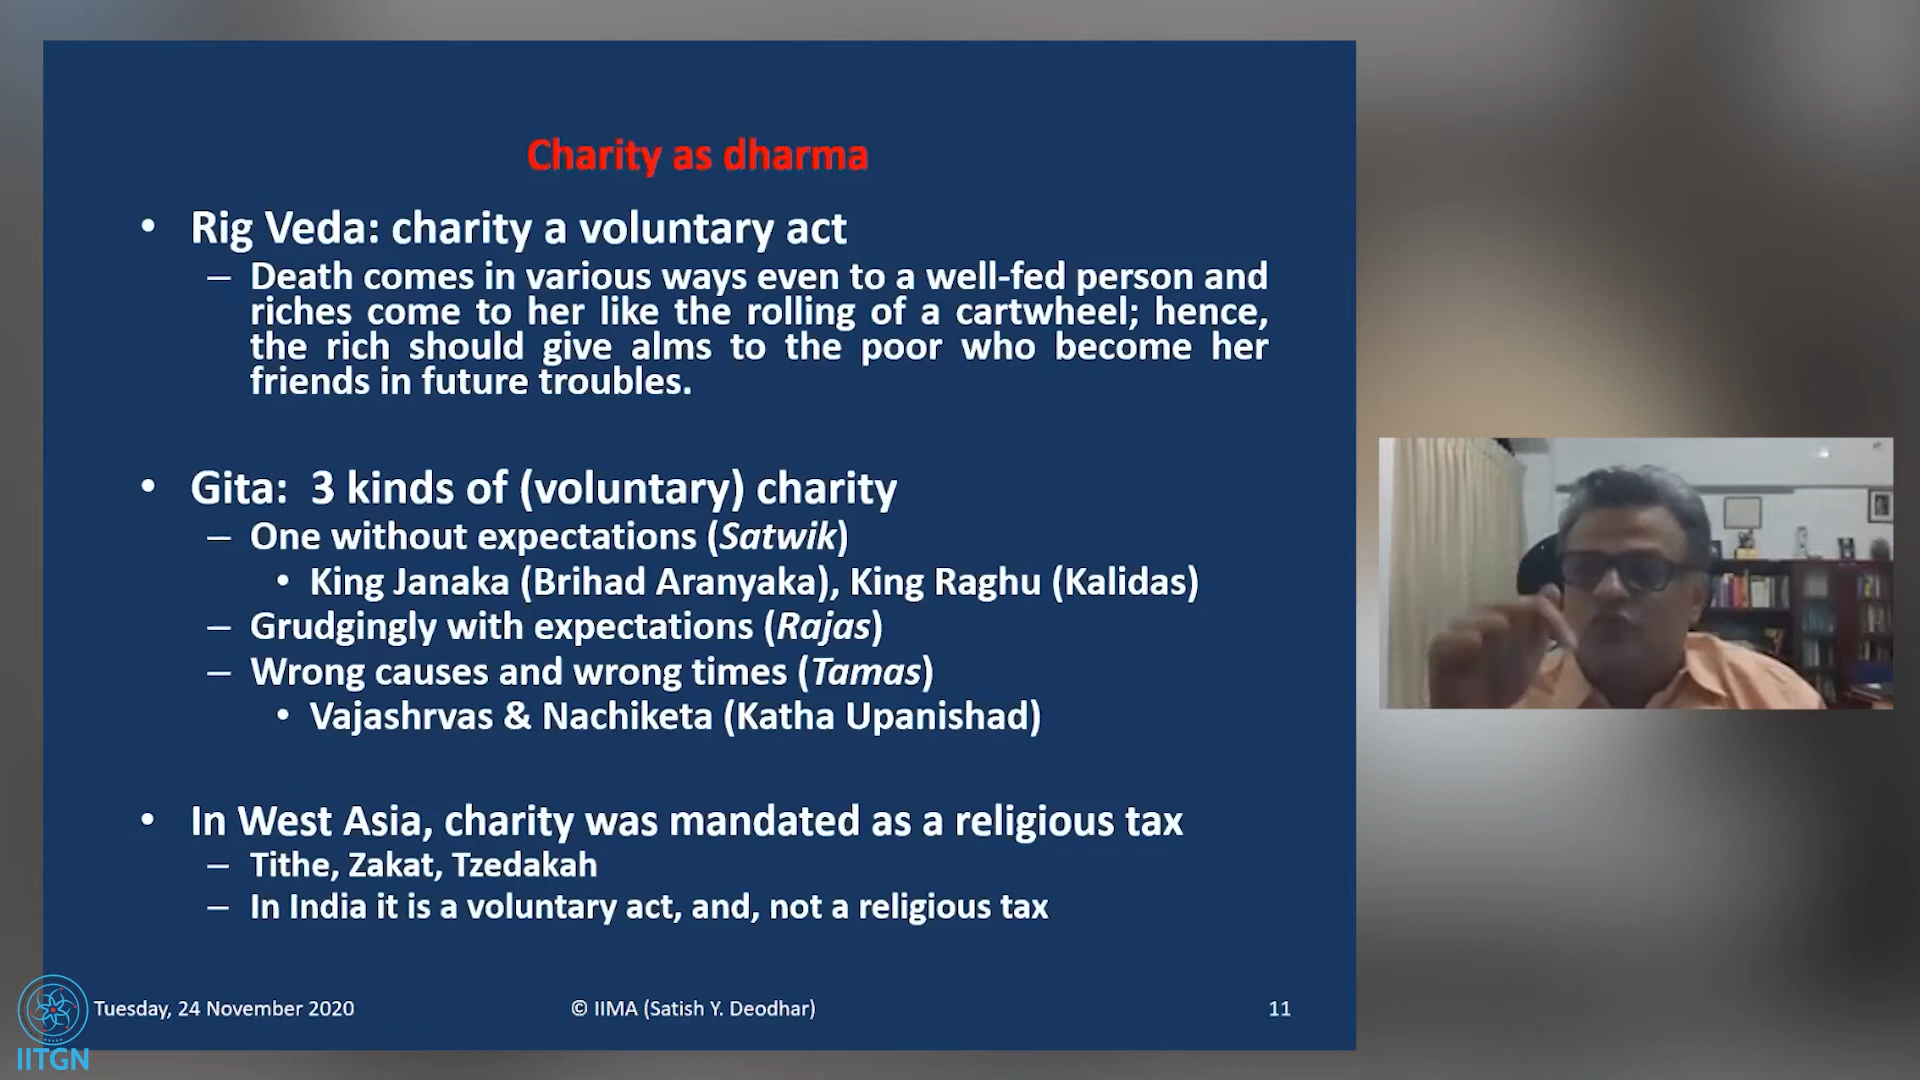 Charity as dharma
• Rig Veda: charity a voluntary act
– Death comes in various ways even to a well-fed person and
riches come to her like the rolling of a cartwheel; hence,
the rich should give alms to the poor who become her
friends in future troubles.
• Gita: 3 kinds of (voluntary) charity
– One without expectations (Satwik)
• King Janaka (Brihad Aranyaka), King Raghu (Kalidas)
– Grudgingly with expectations (Rajas)
– Wrong causes and wrong times (Tamas)
• Vajashrvas & Nachiketa (Katha Upanishad)
• In West Asia, charity was mandated as a religious tax
– Tithe, Zakat, Tzedakah
– In India it is a voluntary act, and, not a religious tax
Tuesday, 24 November 2020
© IIMA (Satish Y. Deodhar)
11
IITGN